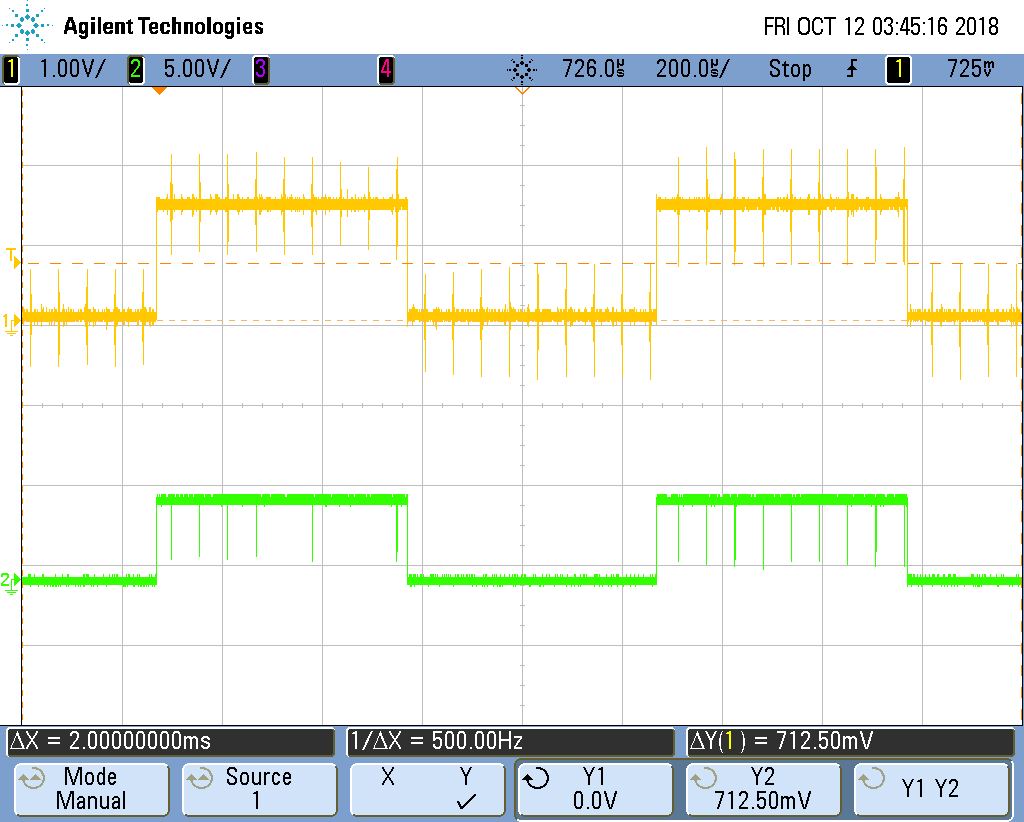 Agilent Technologies
FRI OCT 12 03:45:16 2018
1 1.00V/ 2 5.00V/ 3 4 726.0µs 200.0µs/ Stop 1 725mV
T
1
2
ΔX = 2.00000000ms 1/ΔX = 500.00Hz ΔY(1) = 712.50mV
Mode
Manual
Source
1
X Y
✓
Y1
0.0V
Y2
712.50mV
Y1 Y2